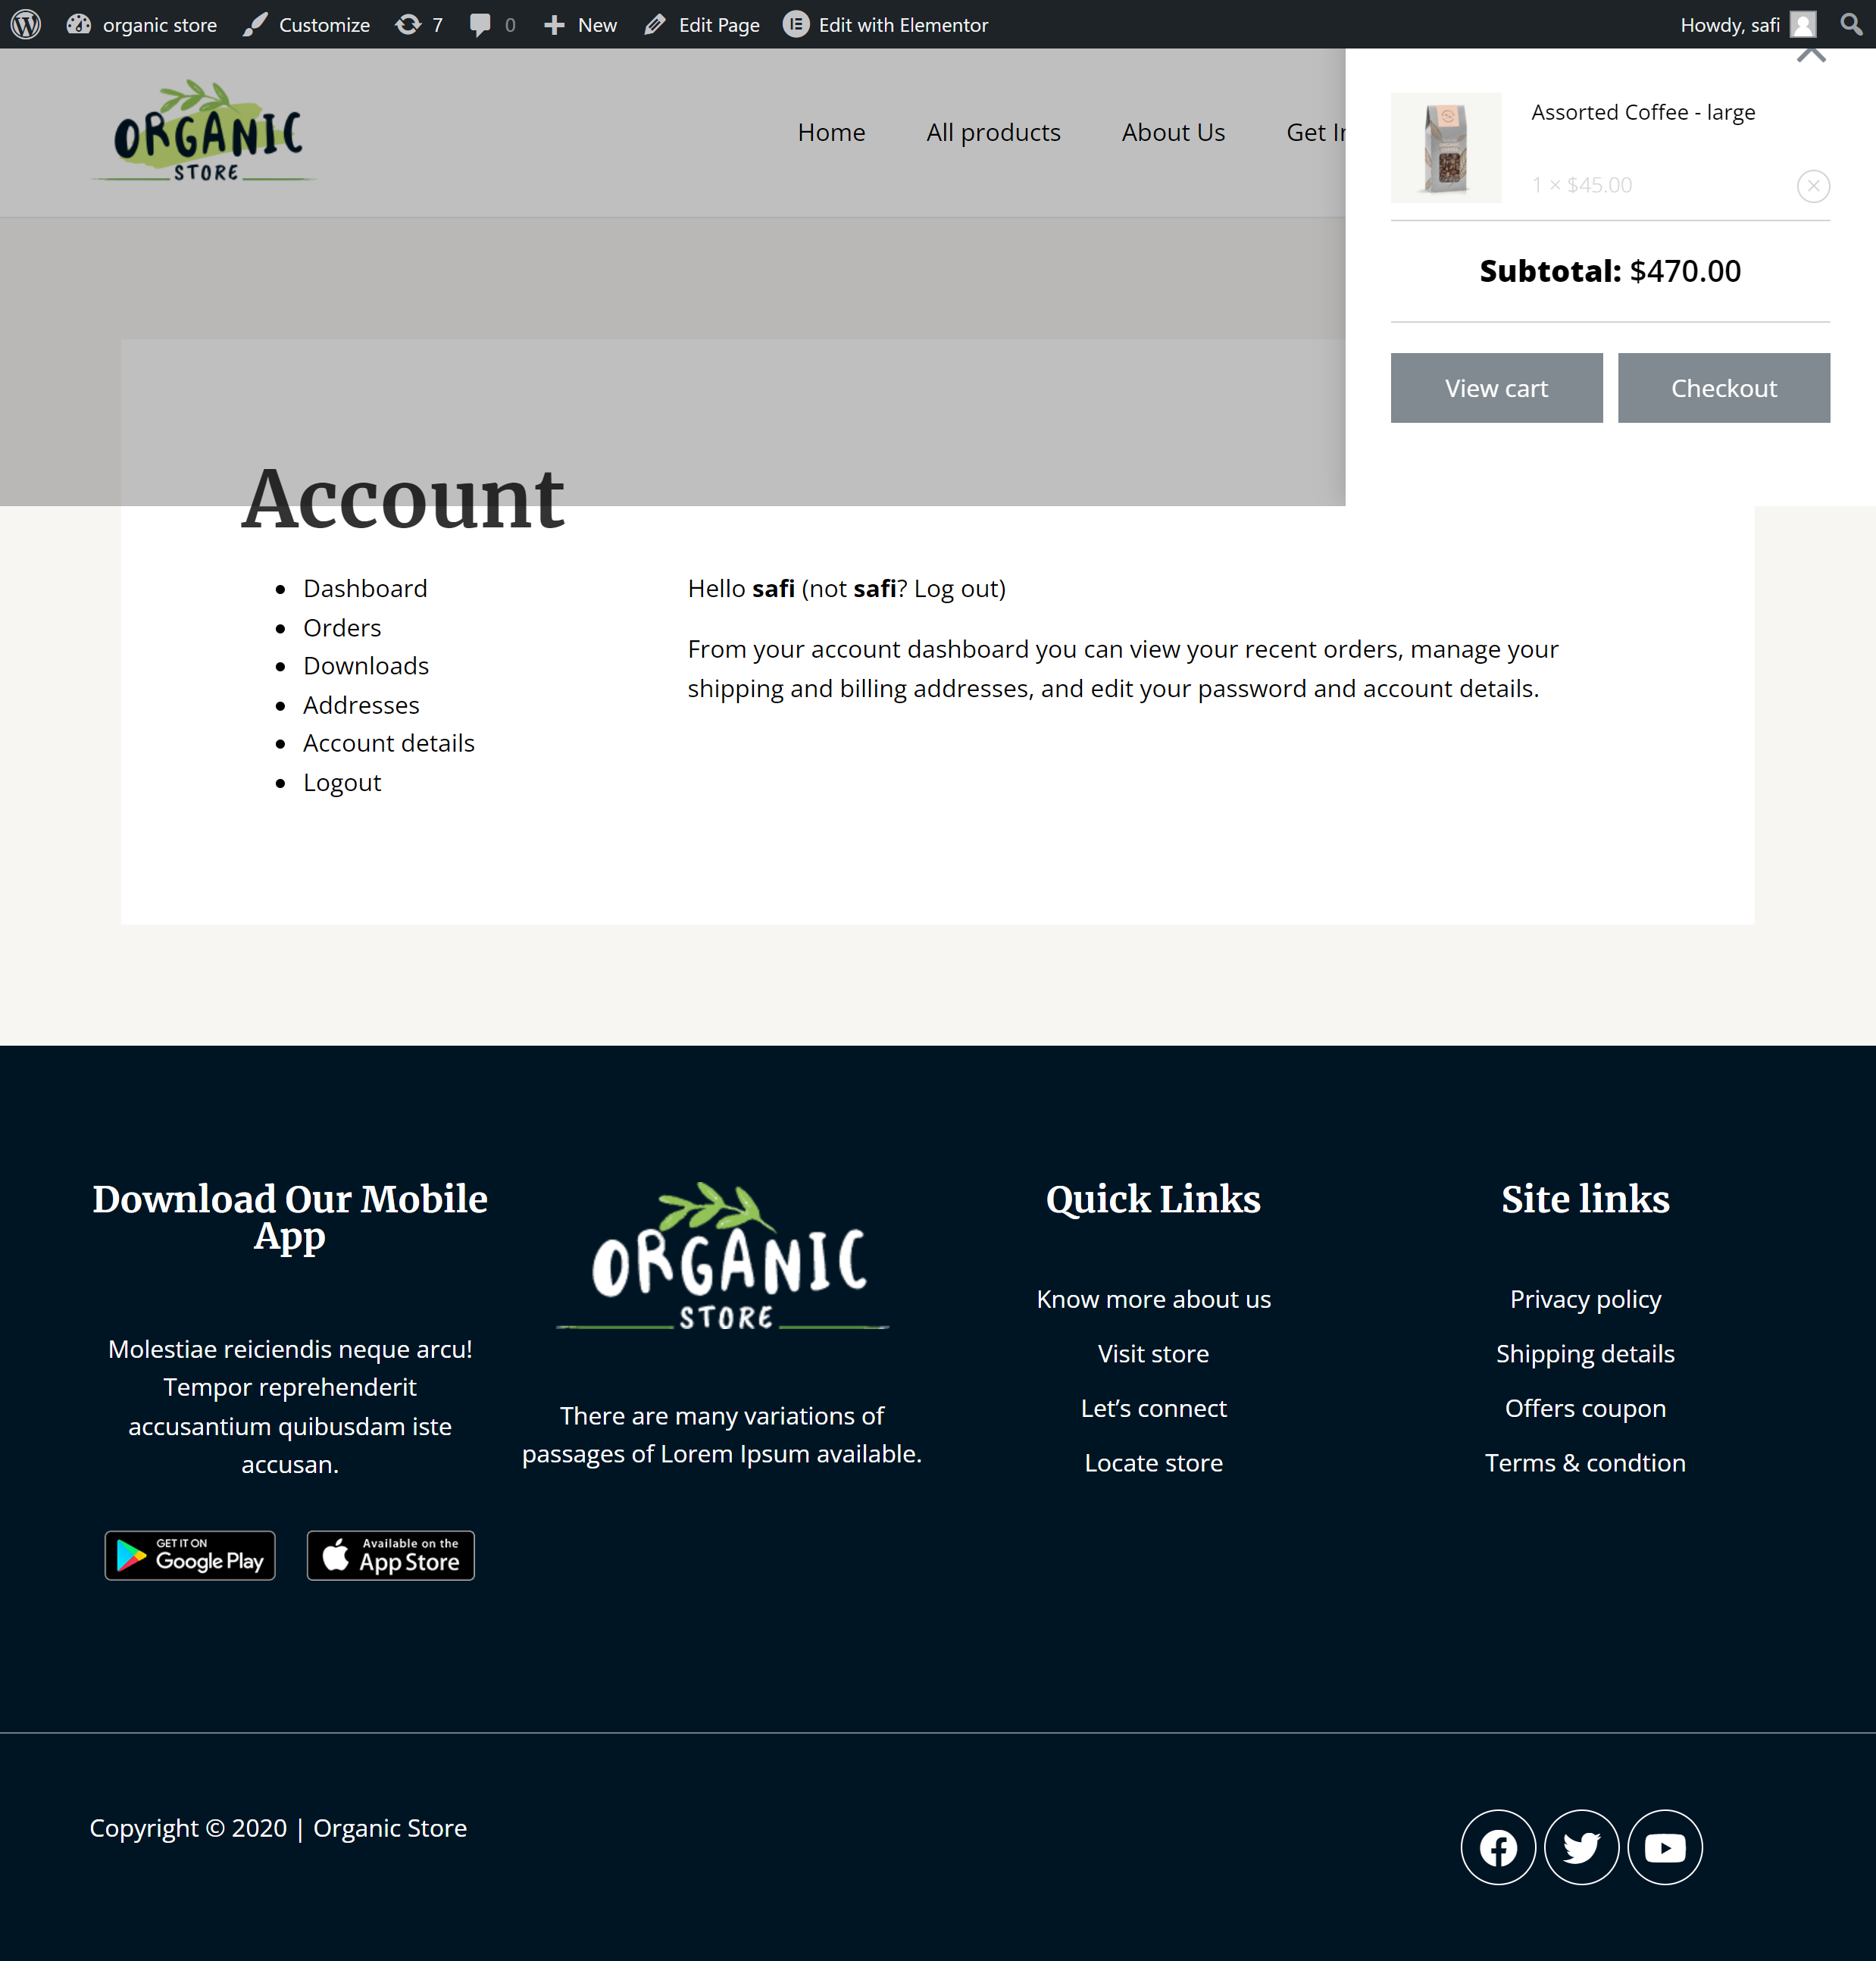 organic store Customize 7 0 New Edit Page Edit with Elementor Howdy, safi
ORGANIC
STORE
Home All products About Us Get I
Assorted Coffee - large
1 × $45.00
Subtotal: $470.00
View cart Checkout
Account
Dashboard
Orders
Downloads
Addresses
Account details
Logout
Hello safi (not safi? Log out)
From your account dashboard you can view your recent orders, manage your
shipping and billing addresses, and edit your password and account details.
Download Our Mobile
App
Molestiae reiciendis neque arcu!
Tempor reprehenderit
accusantium quibusdam iste
accusan.
GET IT ON
Google Play
Available on the
App Store
ORGANIC
STORE
There are many variations of
passages of Lorem Ipsum available.
Quick Links
Know more about us
Visit store
Let’s connect
Locate store
Site links
Privacy policy
Shipping details
Offers coupon
Terms & condtion
Copyright © 2020 | Organic Store